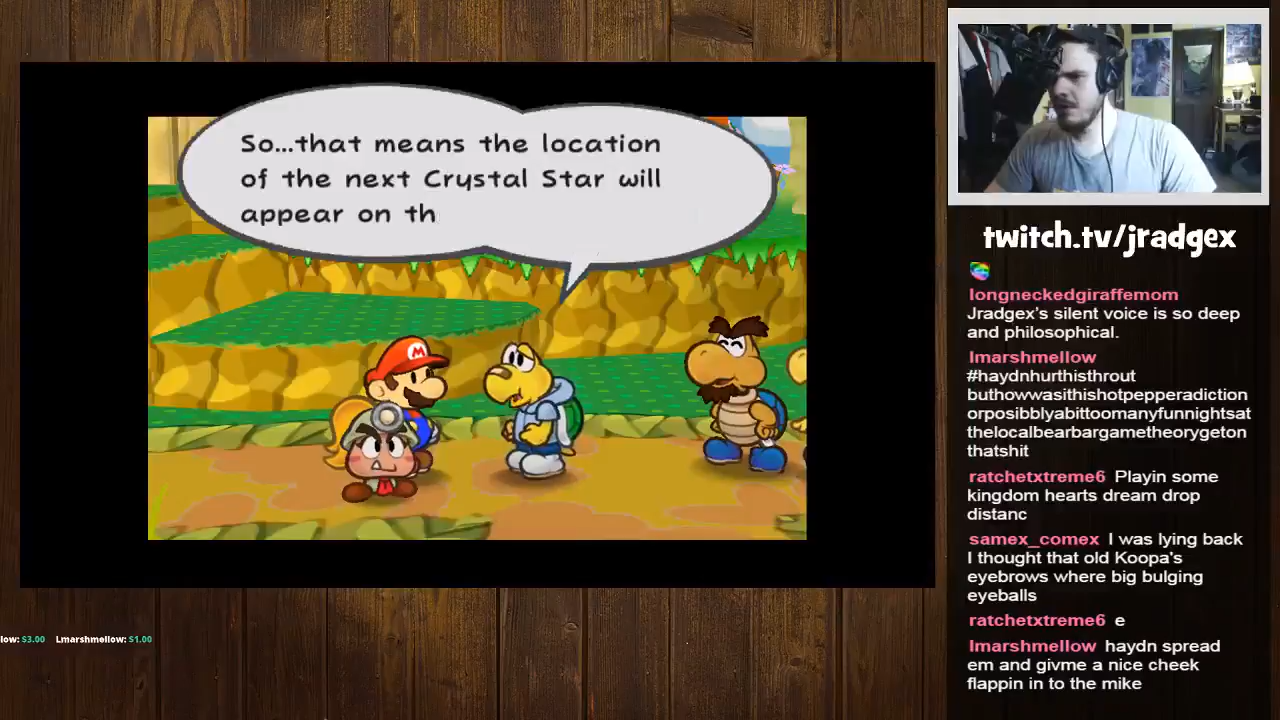 So...that means the location
of the next Crystal Star will
appear on th
M
twitch.tv/jradgex
longneckedgiraffemom
Jradgex's silent voice is so deep
and philosophical.
lmarshmellow
#haydnhurthisthrout
buthowwasithishotpepperadiction
orposibblyabittoomanyfunnightsat
thelocalbearbargametheorygeton
thatshit
ratchetxtreme6 Playin some
kingdom hearts dream drop
distanc
samex_comex I was lying back
I thought that old Koopa's
eyebrows where big bulging
eyeballs
ratchetxtreme6 e
lmarshmellow haydn spread
em and givme a nice cheek
flappin in to the mike
low: $3.00 Lmarshmellow: $1.00